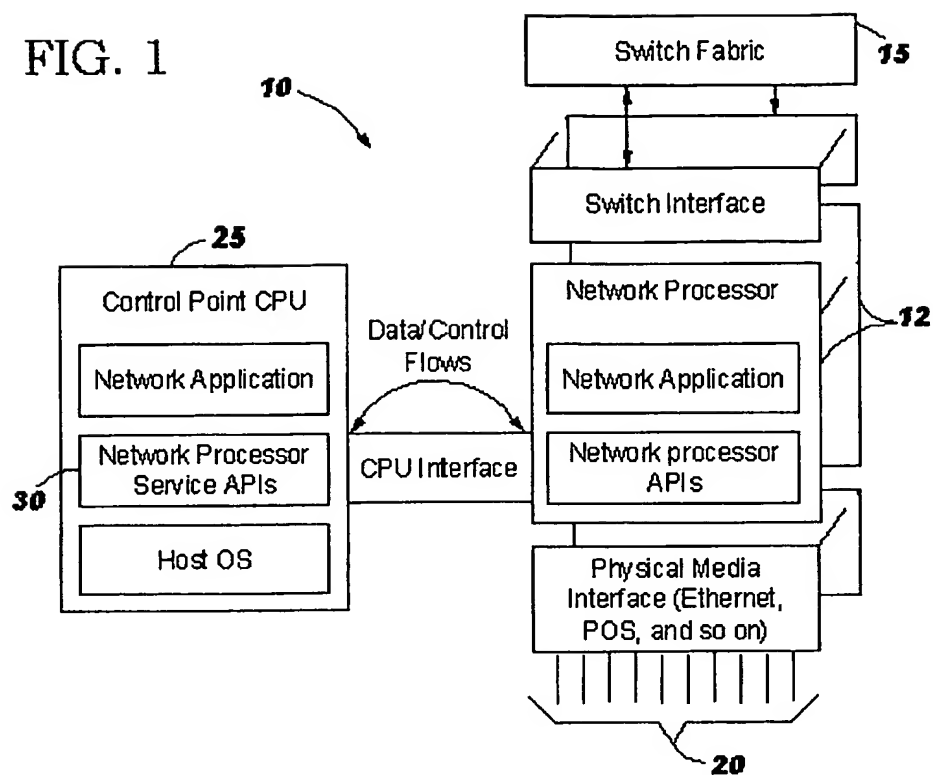 FIG. 1
10
Switch Fabric
15
Switch Interface
25
Control Point CPU
Network Application
Network Processor
Service APIs
30
Host OS
Data/Control
Flows
CPU Interface
Network Processor
12
Network Application
Network processor
APIs
Physical Media
Interface (Ethernet,
POS, and so on)
20